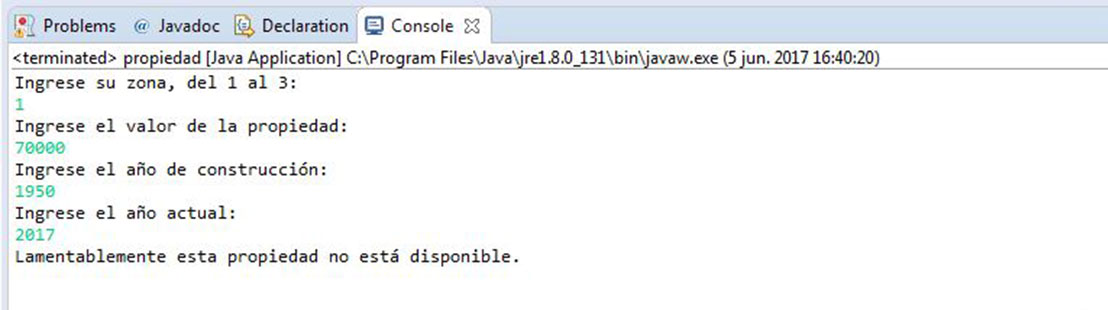 Problems @ Javadoc Declaration Console
<terminated> propiedad [Java Application] C:\Program Files\Java\jre1.8.0_131\bin\javaw.exe (5 jun. 2017 16:40:20)
Ingrese su zona, del 1 al 3:
1
Ingrese el valor de la propiedad:
70000
Ingrese el año de construcción:
1950
Ingrese el año actual:
2017
Lamentablemente esta propiedad no está disponible.